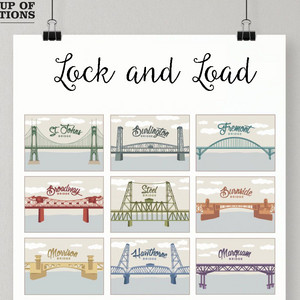 UP OF
TIONS
Lock and Load
St. Johns
BRIDGE
Burlington
BRIDGE
Fremont
BRIDGE
Broadway
BRIDGE
Steel
BRIDGE
Burnside
BRIDGE
Morrison
BRIDGE
Hawthorne
BRIDGE
Marquam
BRIDGE